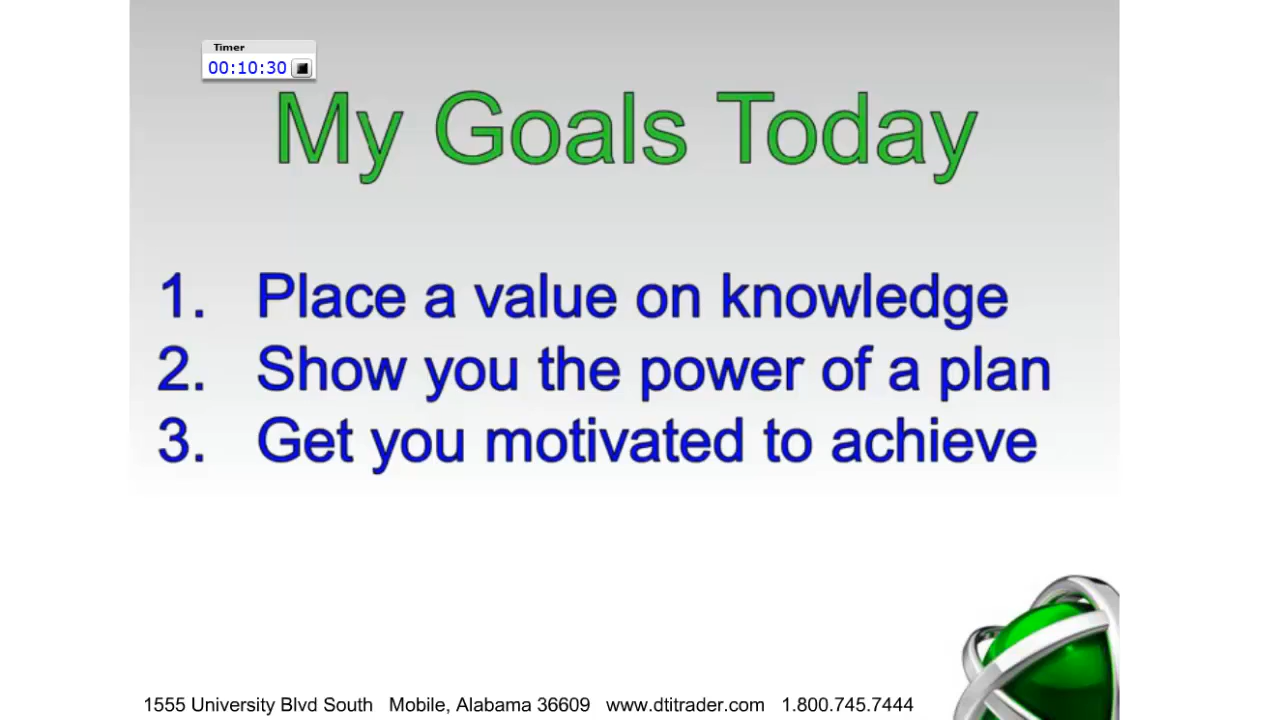 Timer
00:10:30
My Goals Today
1. Place a value on knowledge
2. Show you the power of a plan
3. Get you motivated to achieve
1555 University Blvd South Mobile, Alabama 36609 www.dtitrader.com 1.800.745.7444